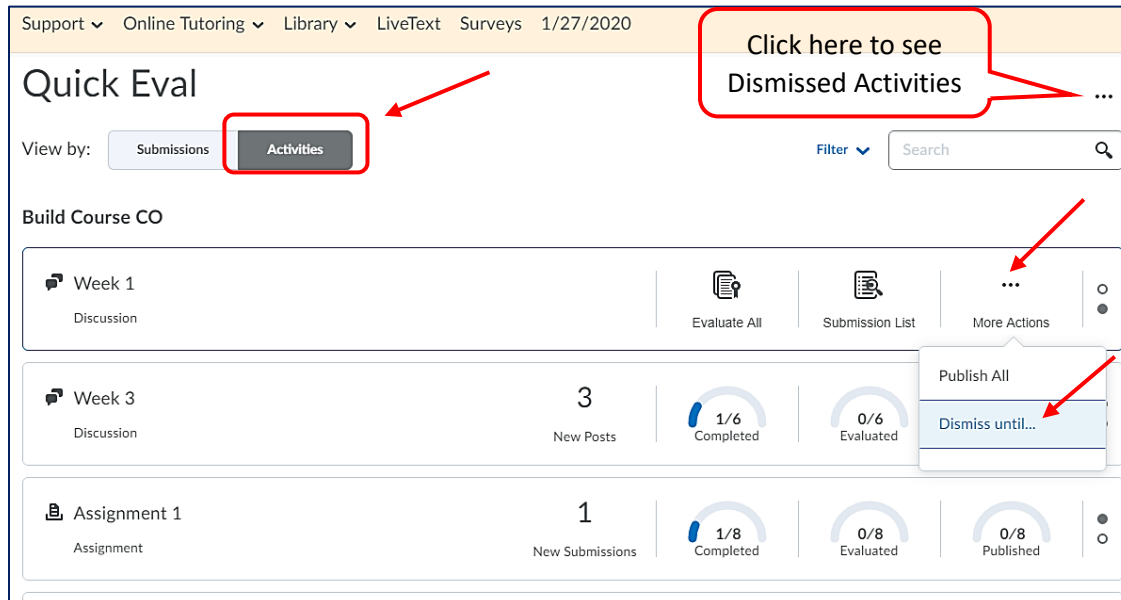 Support Online Tutoring Library LiveText Surveys 1/27/2020
Click here to see
Dismissed Activities
Quick Eval
...
View by: Submissions Activities Filter Search
Build Course CO
Week 1
Discussion
Evaluate All Submission List ... More Actions
Publish All
Dismiss until...
Week 3
Discussion
3
New Posts
1/6
Completed
0/6
Evaluated
Assignment 1
Assignment
1
New Submissions
1/8
Completed
0/8
Evaluated
0/8
Published